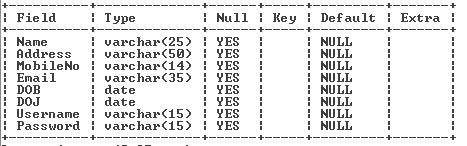 +-----------+-------------+------+-----+---------+-------+
| Field     | Type        | Null | Key | Default | Extra |
+-----------+-------------+------+-----+---------+-------+
| Name      | varchar(25) | YES  |     | NULL    |       |
| Address   | varchar(50) | YES  |     | NULL    |       |
| MobileNo  | varchar(14) | YES  |     | NULL    |       |
| Email     | varchar(35) | YES  |     | NULL    |       |
| DOB       | date        | YES  |     | NULL    |       |
| DOJ       | date        | YES  |     | NULL    |       |
| Username  | varchar(15) | YES  |     | NULL    |       |
| Password  | varchar(15) | YES  |     | NULL    |       |
+-----------+-------------+------+-----+---------+-------+